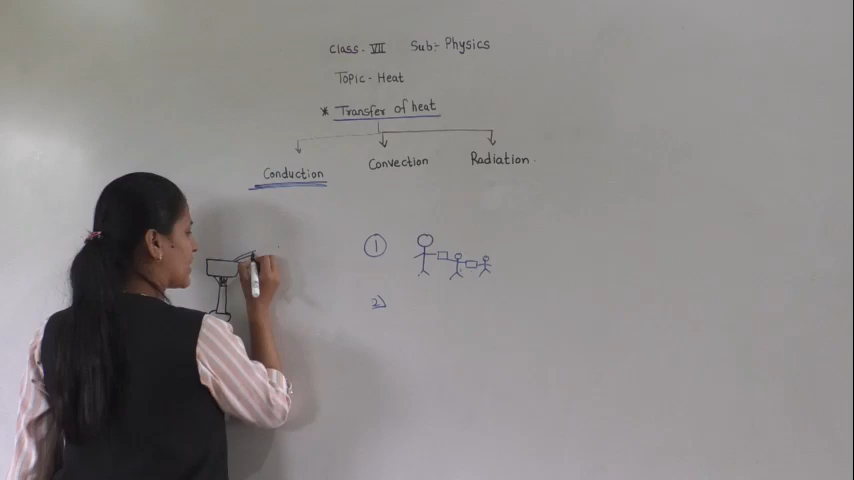 Class - VII Sub:- Physics
Topic - Heat
* Transfer of heat
Conduction Convection Radiation.
1
2)